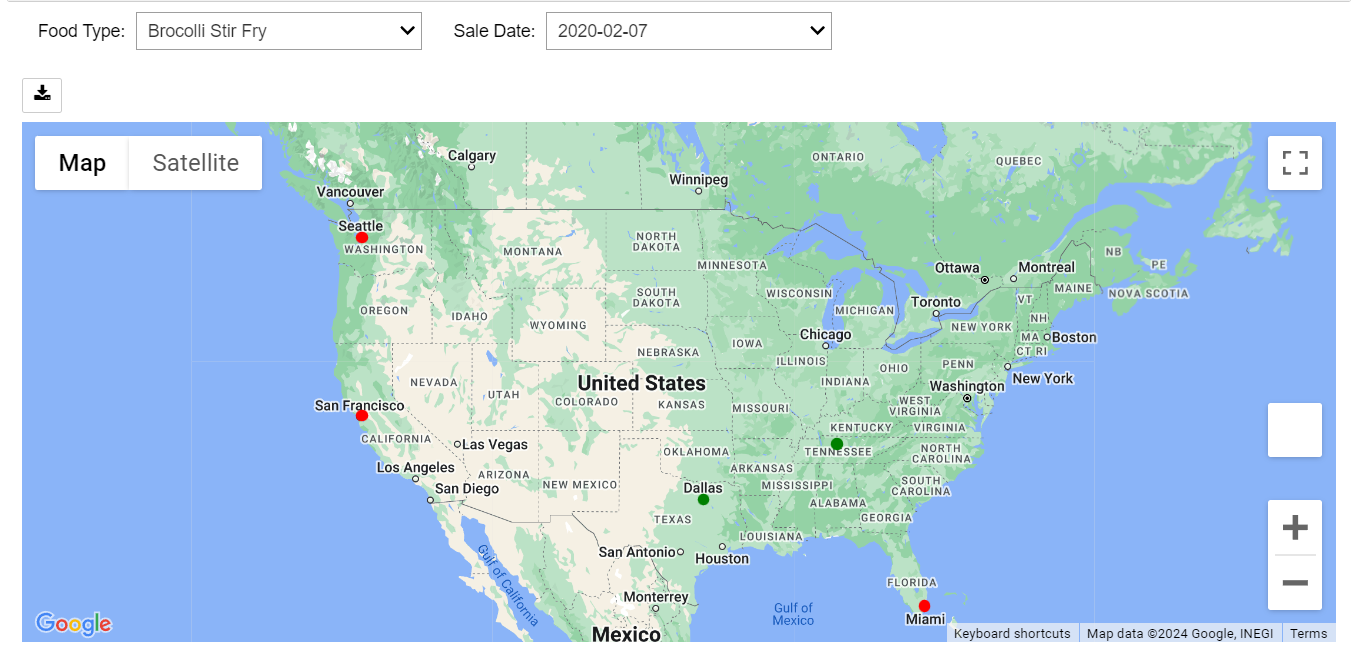 Food Type: Brocolli Stir Fry Sale Date: 2020-02-07
Map Satellite
Calgary
ONTARIO
QUEBEC
Winnipeg
Vancouver
Seattle
WASHINGTON
MONTANA
NORTH
DAKOTA
MINNESOTA
Ottawa
Montreal
NB
PE
MAINE
NOVA SCOTIA
SOUTH
DAKOTA
WISCONSIN
MICHIGAN
Toronto
VT
NH
OREGON
IDAHO
WYOMING
NEW YORK
MA
Boston
CT RI
Chicago
IOWA
NEBRASKA
ILLINOIS
OHIO
PENN
New York
INDIANA
Washington
NEVADA
UTAH
United States
COLORADO
KANSAS
MISSOURI
WEST
VIRGINIA
San Francisco
KENTUCKY
VIRGINIA
CALIFORNIA
Las Vegas
OKLAHOMA
TENNESSEE
NORTH
CAROLINA
Los Angeles
ARIZONA
NEW MEXICO
ARKANSAS
San Diego
Dallas
MISSISSIPPI
SOUTH
CAROLINA
ALABAMA
TEXAS
GEORGIA
LOUISIANA
San Antonio
Houston
Gulf of California
FLORIDA
Monterrey
Gulf of
Mexico
Miami
Mexico
Google
Keyboard shortcuts Map data ©2024 Google, INEGI Terms